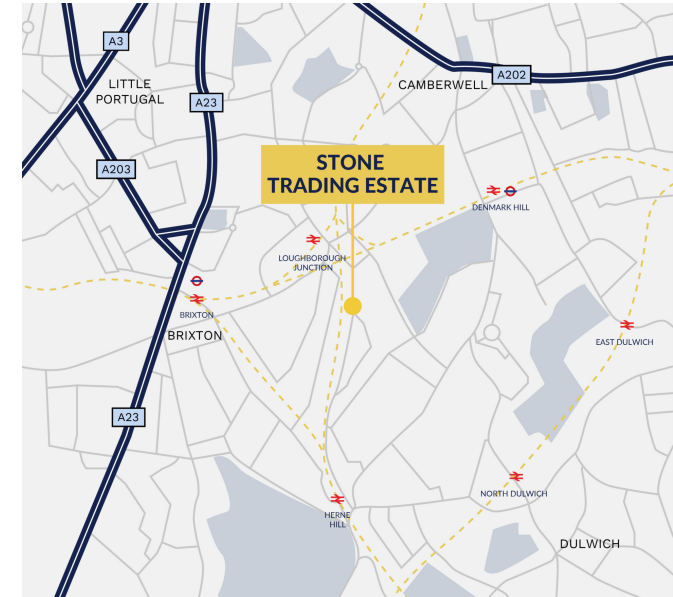 A3
LITTLE
PORTUGAL
A23
CAMBERWELL
A202
STONE
TRADING ESTATE
A203
DENMARK HILL
LOUGHBOROUGH
JUNCTION
BRIXTON
BRIXTON
EAST DULWICH
A23
NORTH DULWICH
HERNE
HILL
DULWICH